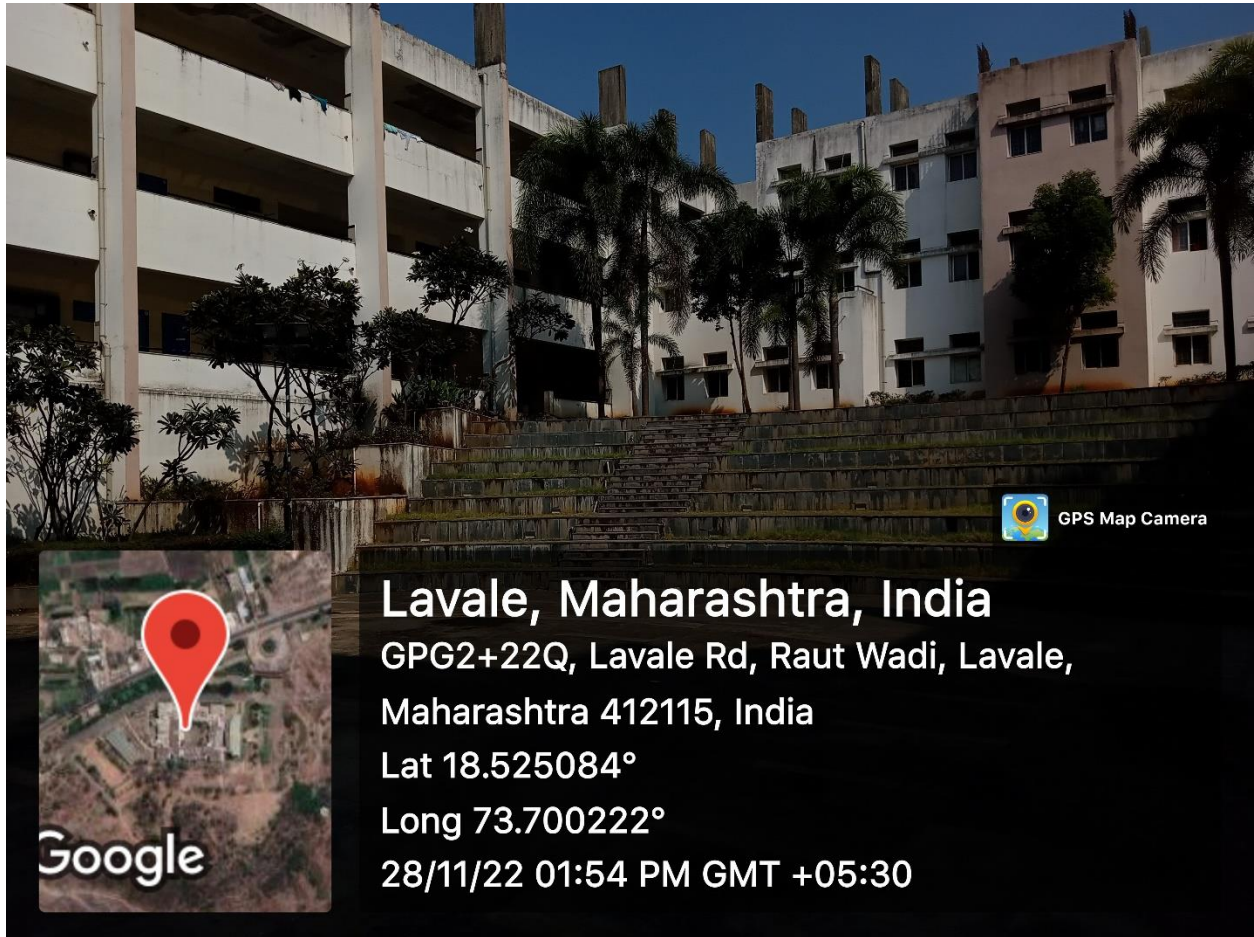 GPS Map Camera
Lavale, Maharashtra, India
GPG2+22Q, Lavale Rd, Raut Wadi, Lavale,
Maharashtra 412115, India
Lat 18.525084°
Long 73.700222°
28/11/22 01:54 PM GMT +05:30
Google